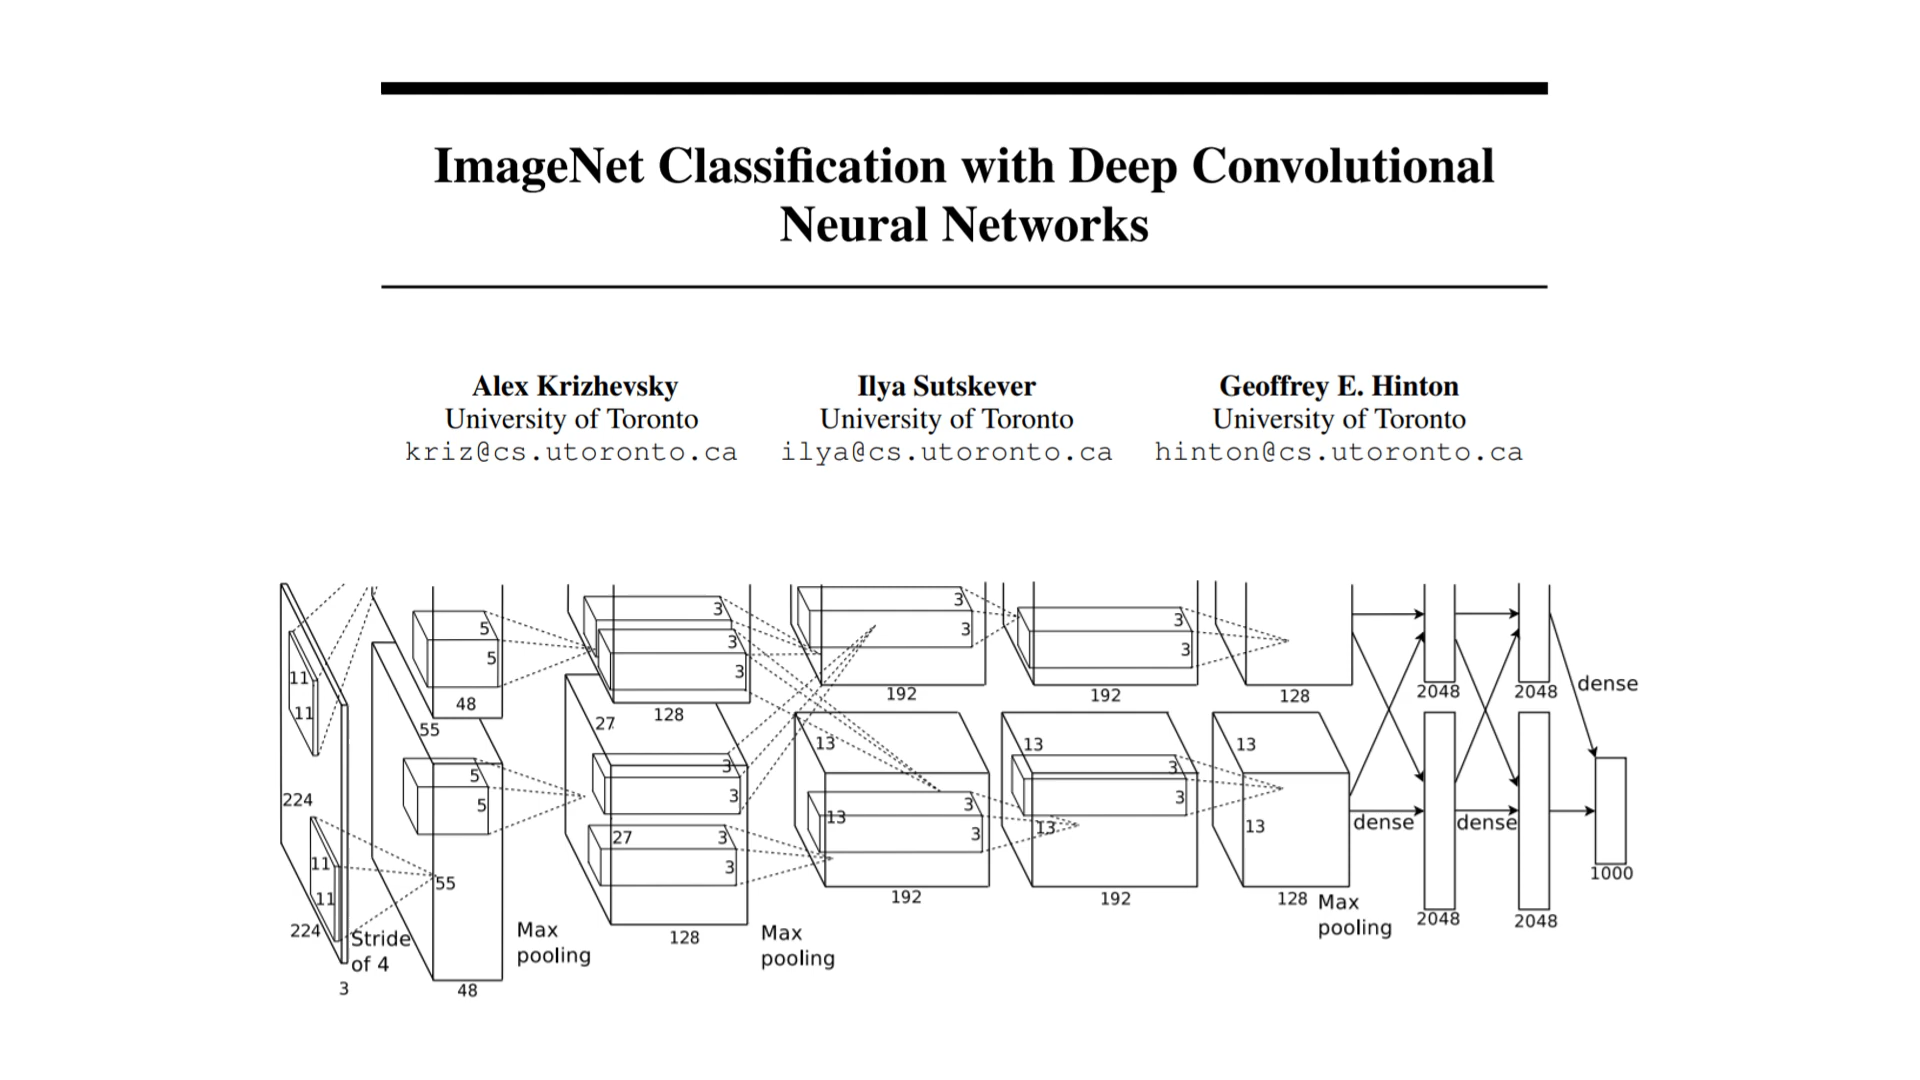 ImageNet Classification with Deep Convolutional
Neural Networks
Alex Krizhevsky
University of Toronto
kriz@cs.utoronto.ca
Ilya Sutskever
University of Toronto
ilya@cs.utoronto.ca
Geoffrey E. Hinton
University of Toronto
hinton@cs.utoronto.ca
11
11
224
11
11
224
3
Stride
of 4
5
5
48
55
5
5
55
48
Max
pooling
3
3
3
128
27
3
3
27
3
3
128
Max
pooling
3
3
192
13
3
13
3
192
3
3
192
13
3
3
13
192
128
13
13
128
Max
pooling
2048
2048
dense
dense
dense
2048
2048
1000